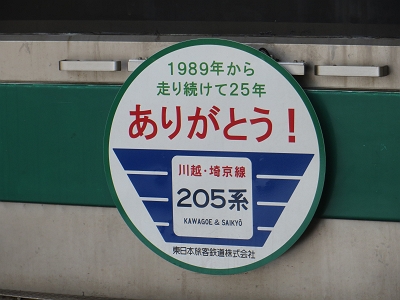 1989年から
走り続けて25年
ありがとう!
川越・埼京線
205系
KAWAGOE & SAIKYŌ
東日本旅客鉄道株式会社